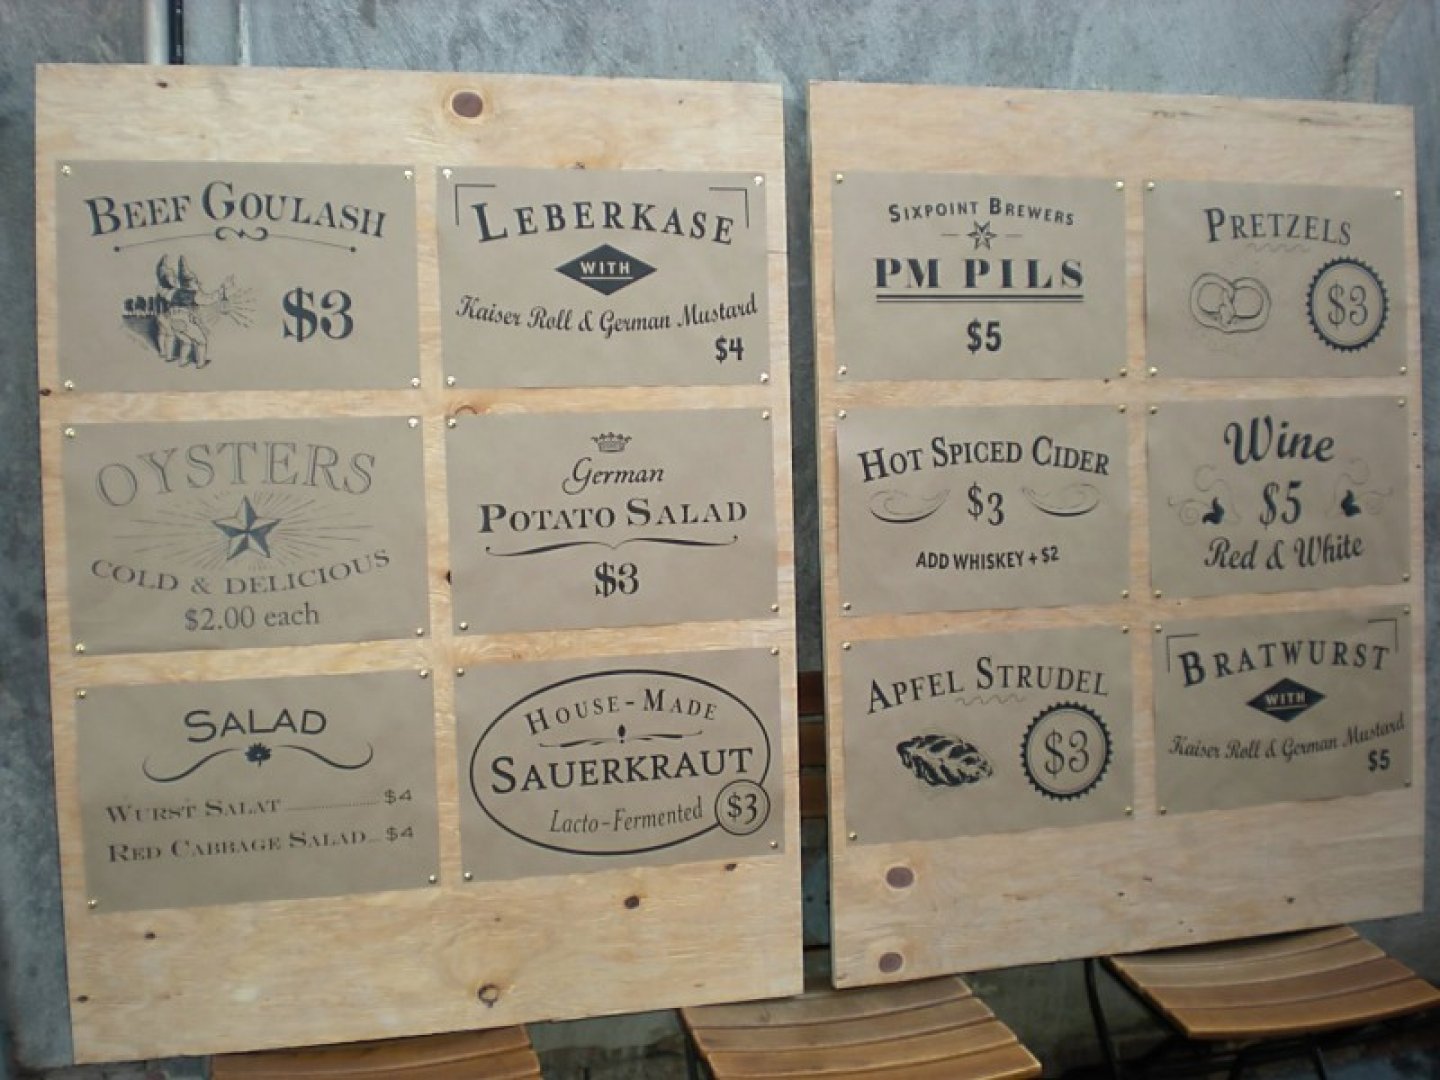 BEEF GOULASH
$3
LEBERKASE
WITH
Kaiser Roll & German Mustard
$4
OYSTERS
COLD & DELICIOUS
$2.00 each
German
POTATO SALAD
$3
SALAD
WURST SALAT $4
RED CABBAGE SALAD $4
HOUSE-MADE
SAUERKRAUT
Lacto-Fermented $3
SIXPOINT BREWERS
PM PILS
$5
PRETZELS
$3
HOT SPICED CIDER
$3
ADD WHISKEY + $2
Wine
$5
Red & White
APFEL STRUDEL
$3
BRATWURST
WITH
Kaiser Roll & German Mustard
$5